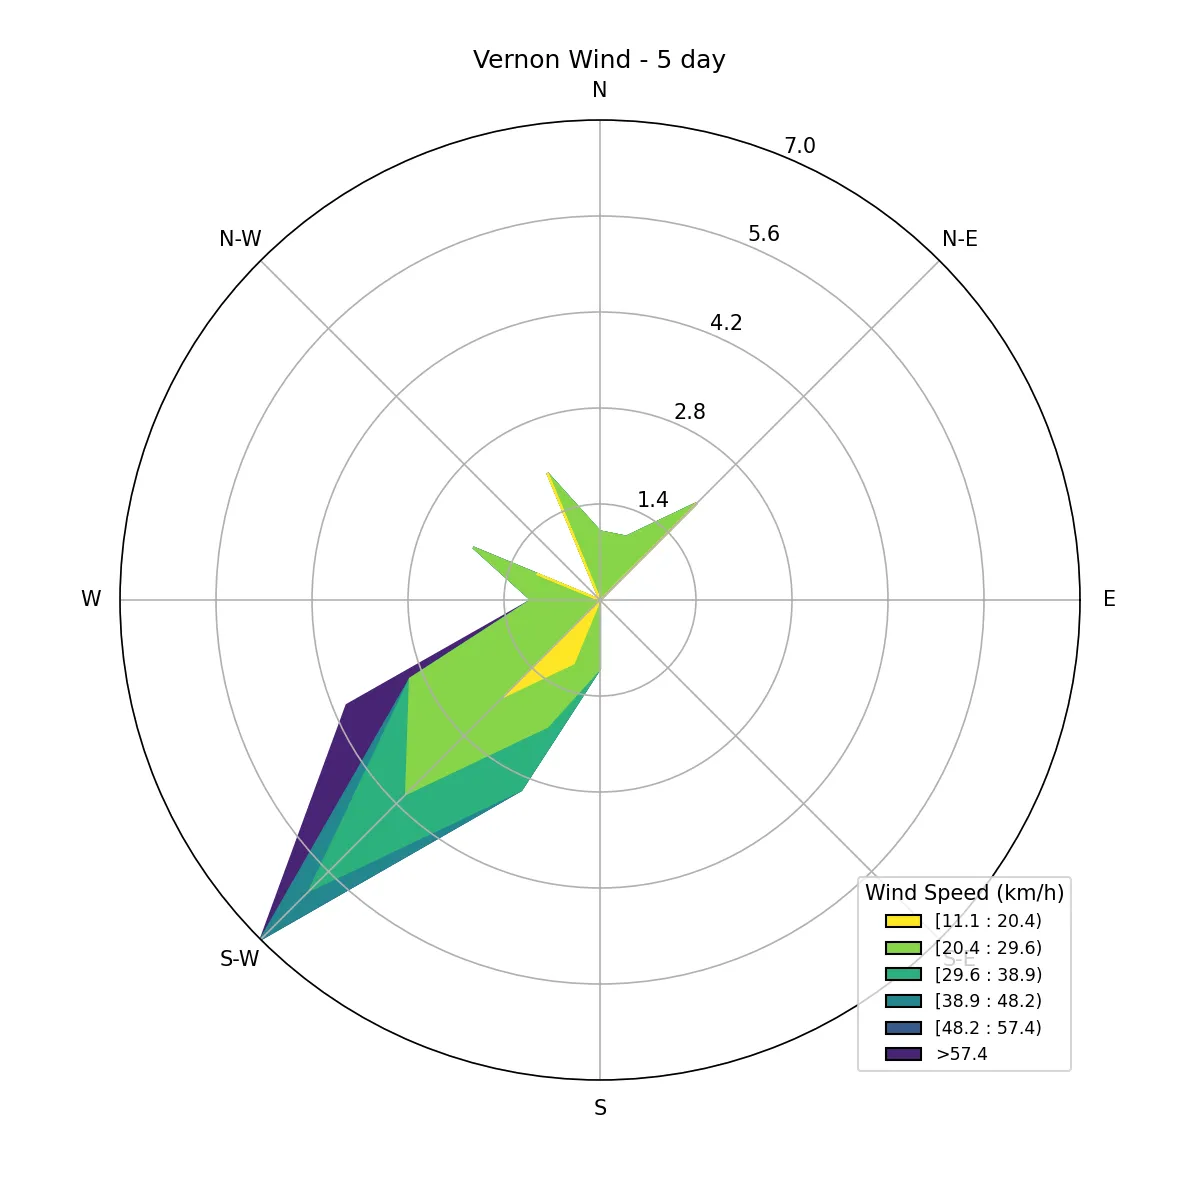 Vernon Wind - 5 day
N
7.0
N-W
5.6
N-E
4.2
2.8
1.4
W
E
S-W
S-E
S
Wind Speed (km/h)
[11.1 : 20.4)
[20.4 : 29.6)
[29.6 : 38.9)
[38.9 : 48.2)
[48.2 : 57.4)
>57.4